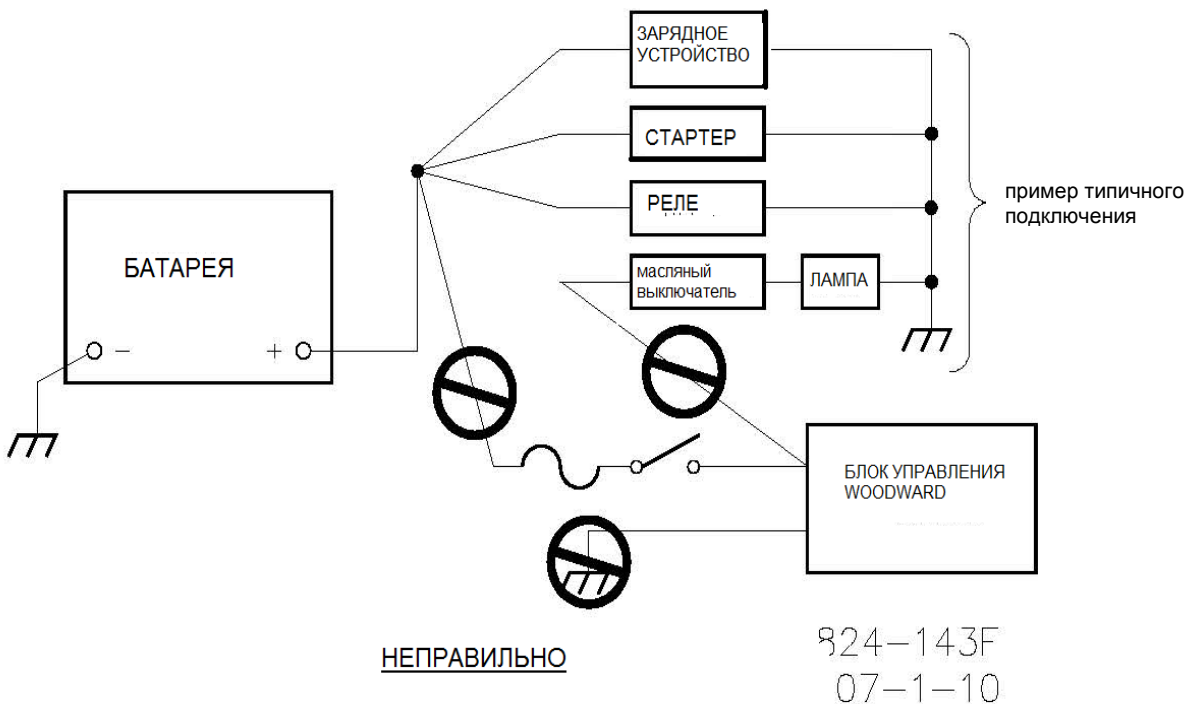 ЗАРЯДНОЕ
УСТРОЙСТВО
СТАРТЕР
РЕЛЕ
пример типичного
подключения
БАТАРЕЯ
масляный
выключатель
ЛАМПА
- +
БЛОК УПРАВЛЕНИЯ
WOODWARD
НЕПРАВИЛЬНО
824-143F
07-1-10